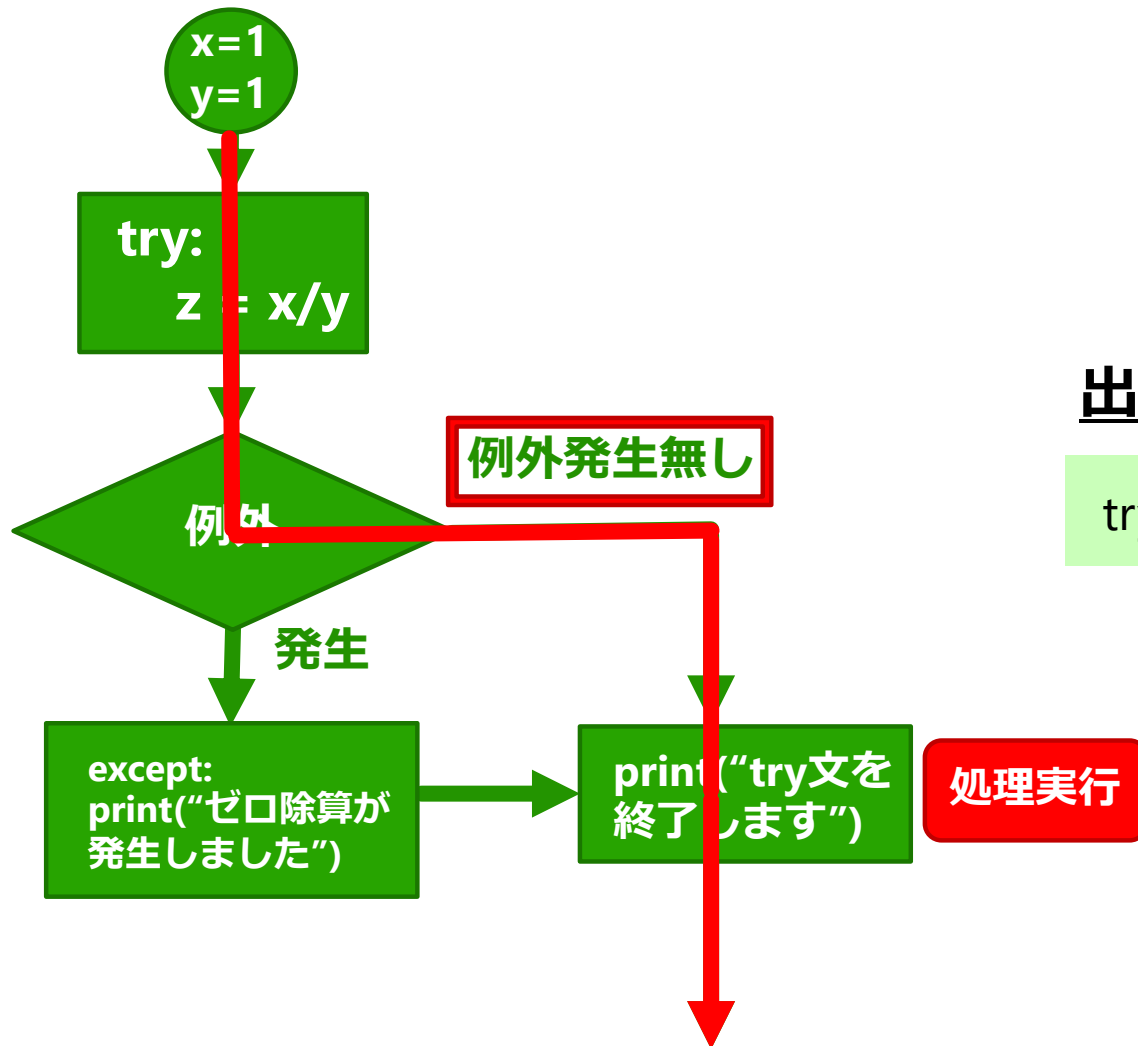 x=1
y=1
try:
z = x/y
例外発生無し
例外
発生
except:
print(“ゼロ除算が
発生しました”)
print(“try文を
終了します”)
処理実行
出